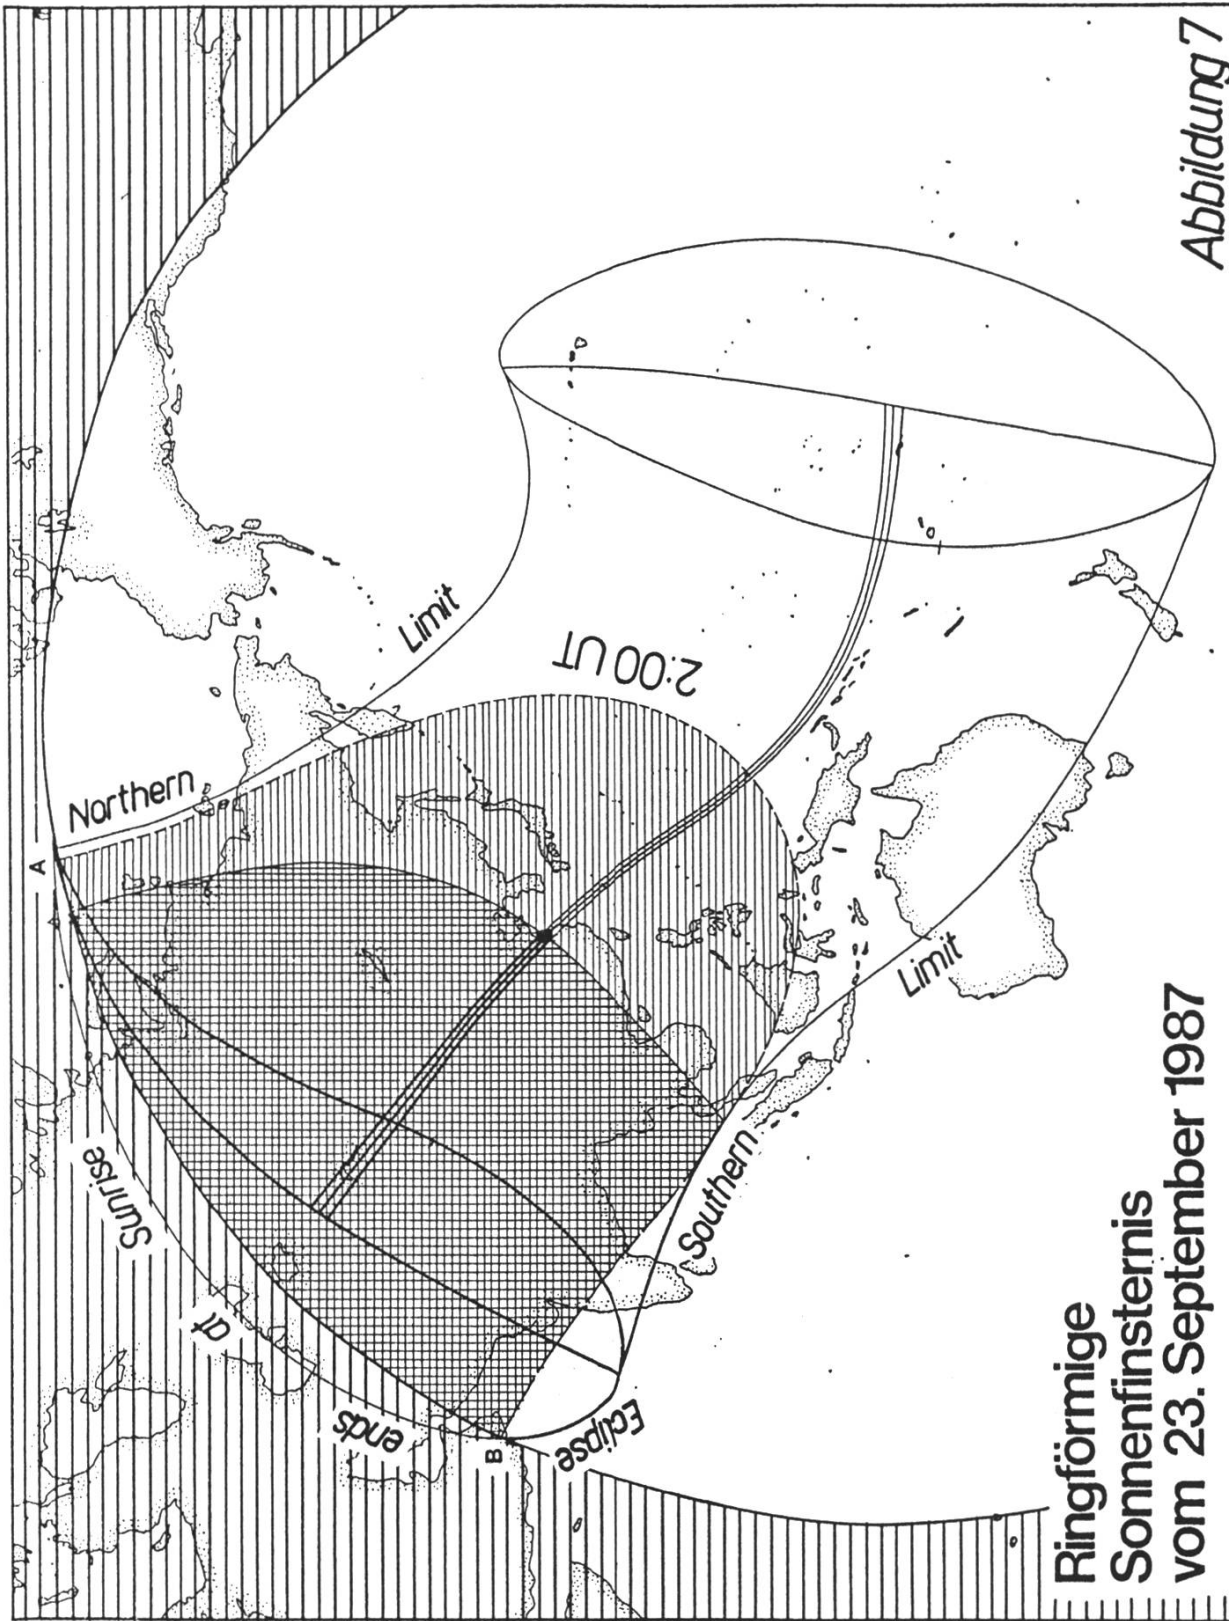 A
Northern
Limit
2:00 UT
Sunrise
at
ends
Eclipse
B
Southern
Limit
Ringförmige
Sonnenfinsternis
vom 23. September 1987
Abbildung 7